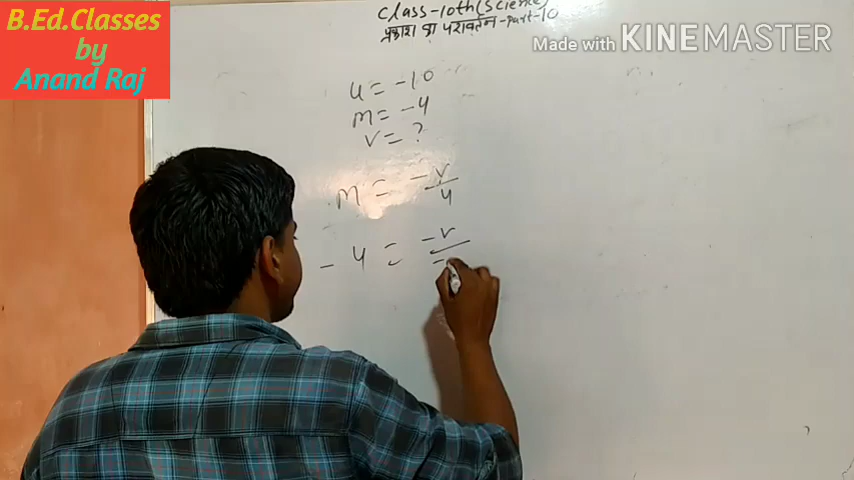 B.Ed.Classes
by
Anand Raj
Class-10th (Science)
प्रकाश का परावर्तन-Part-10
Made with KINEMASTER
u = -10
m = -4
v = ?
m = -v/u
-4 = -v/-